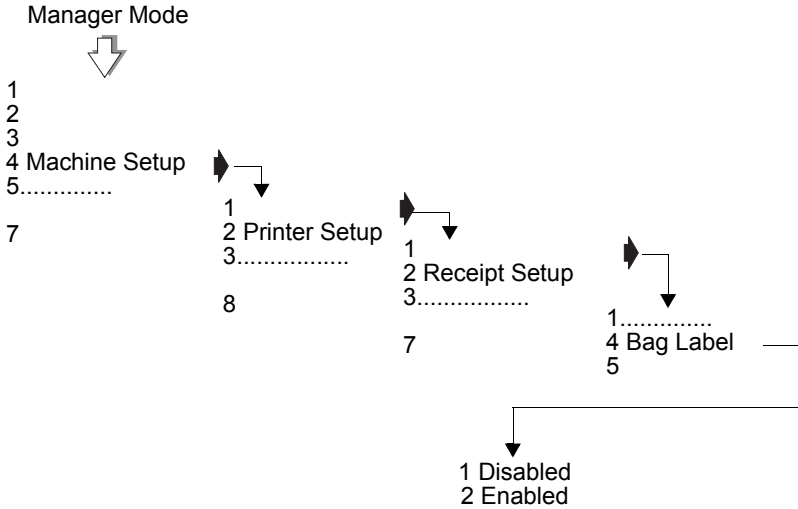 Manager Mode
1
2
3
4 Machine Setup
5..............
7
1
2 Printer Setup
3.................
8
1
2 Receipt Setup
3.................
7
1..............
4 Bag Label
5
1 Disabled
2 Enabled